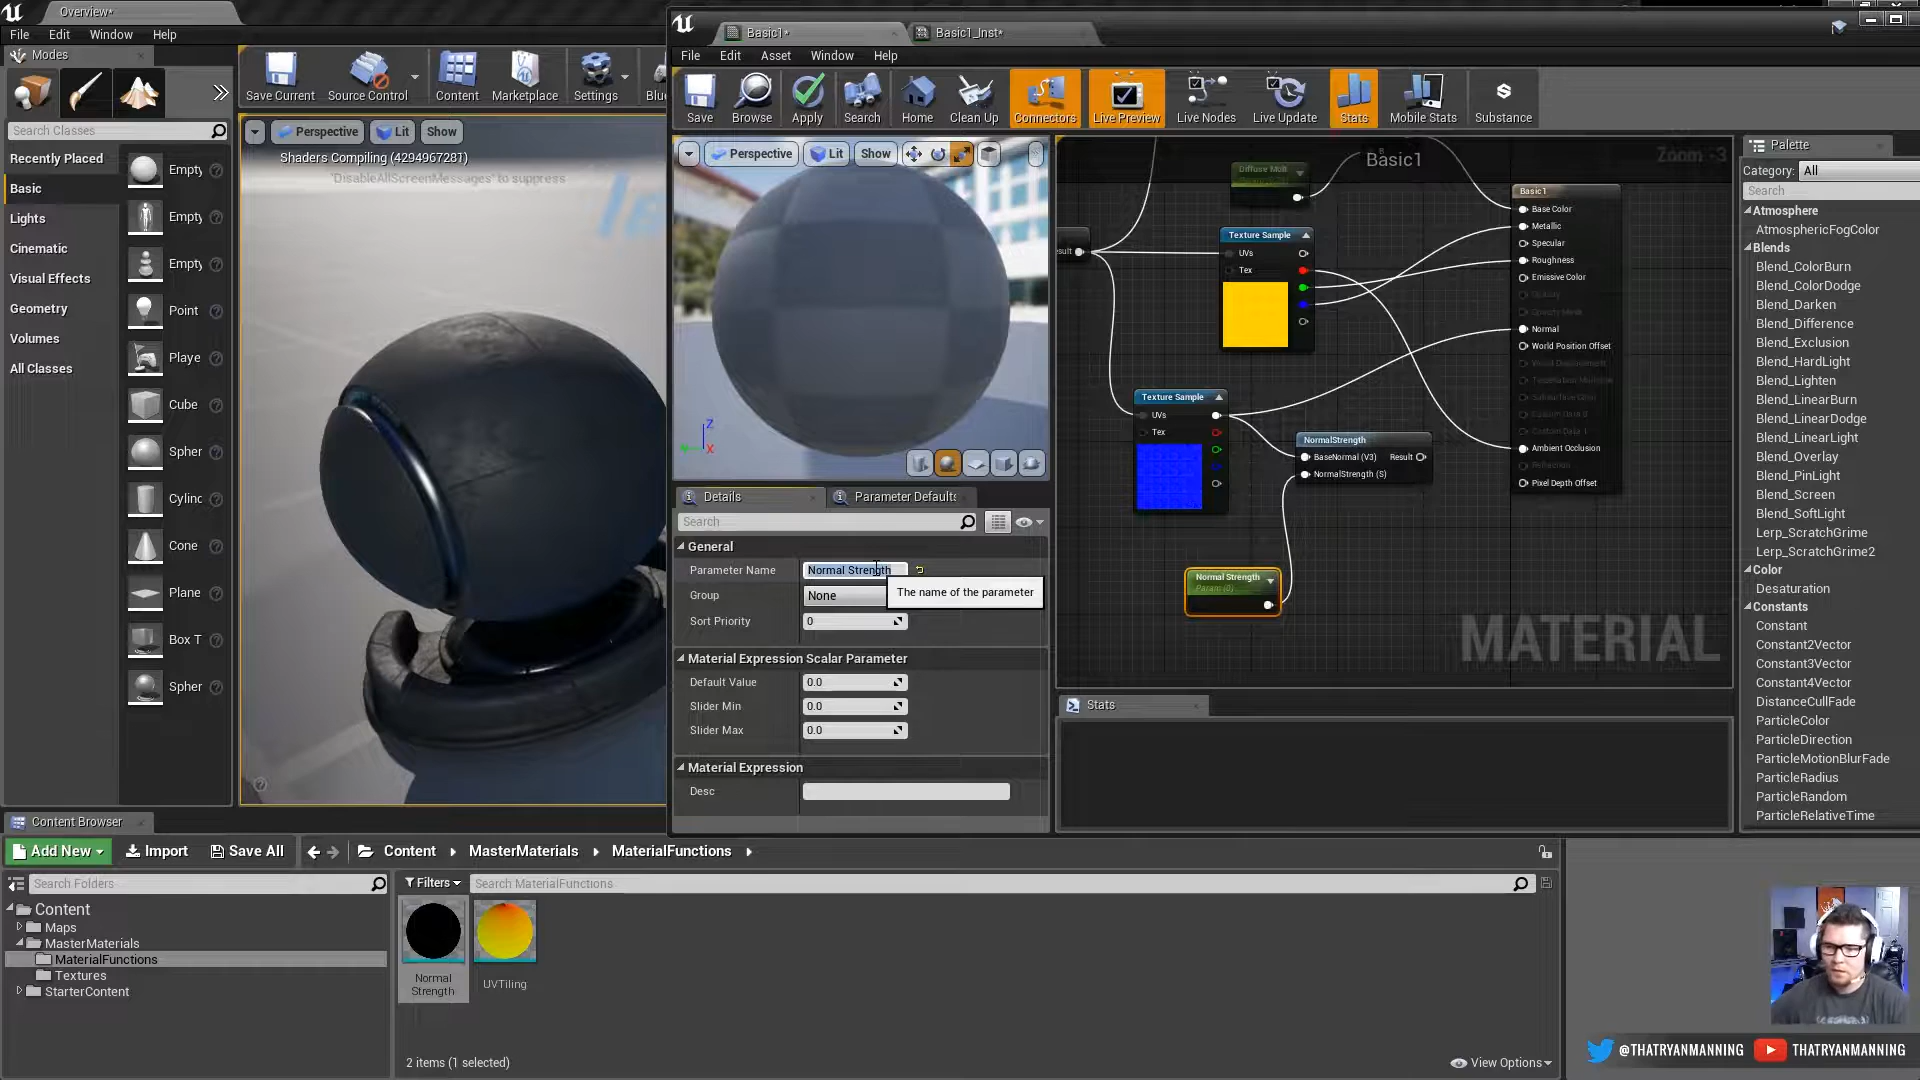 Overview*
File Edit Window Help
Modes
Search Classes
Recently Placed
Basic
Lights
Cinematic
Visual Effects
Geometry
Volumes
All Classes
Empty
Empty
Empty
Point
Playe
Cube
Spher
Cylinc
Cone
Plane
Box T
Spher
Save Current
Source Control
Content
Marketplace
Settings
Perspective
Lit
Show
Shaders Compiling (4294967281)
'DisableAllScreenMessages' to suppress
Basic1*
Basic1_Inst*
File Edit Asset Window Help
Save
Browse
Apply
Search
Home
Clean Up
Connectors
Live Preview
Live Nodes
Live Update
Stats
Mobile Stats
Substance
Perspective
Lit
Show
Z
X
Details
Parameter Defaults
Search
General
Parameter Name
Normal Strength
The name of the parameter
Group
None
Sort Priority
0
Material Expression Scalar Parameter
Default Value
0.0
Slider Min
0.0
Slider Max
0.0
Material Expression
Desc
Basic1
Zoom -3
Diffuse Mult
Texture Sample
UVs
Tex
Texture Sample
UVs
Tex
NormalStrength
BaseNormal (V3)
Result
NormalStrength (S)
Normal Strength
Param (0)
Basic1
Base Color
Metallic
Specular
Roughness
Emissive Color
Normal
World Position Offset
Ambient Occlusion
Pixel Depth Offset
MATERIAL
Stats
Palette
Category: All
Search
Atmosphere
AtmosphericFogColor
Blends
Blend_ColorBurn
Blend_ColorDodge
Blend_Darken
Blend_Difference
Blend_Exclusion
Blend_HardLight
Blend_Lighten
Blend_LinearBurn
Blend_LinearDodge
Blend_LinearLight
Blend_Overlay
Blend_PinLight
Blend_Screen
Blend_SoftLight
Lerp_ScratchGrime
Lerp_ScratchGrime2
Color
Desaturation
Constants
Constant
Constant2Vector
Constant3Vector
Constant4Vector
DistanceCullFade
ParticleColor
ParticleDirection
ParticleMotionBlurFade
ParticleRadius
ParticleRandom
ParticleRelativeTime
Content Browser
Add New
Import
Save All
Content
MasterMaterials
MaterialFunctions
Search Folders
Filters
Search MaterialFunctions
Content
Maps
MasterMaterials
MaterialFunctions
Textures
StarterContent
Normal
Strength
UVTiling
2 items (1 selected)
View Options
@THATRYANMANNING
THATRYANMANNING